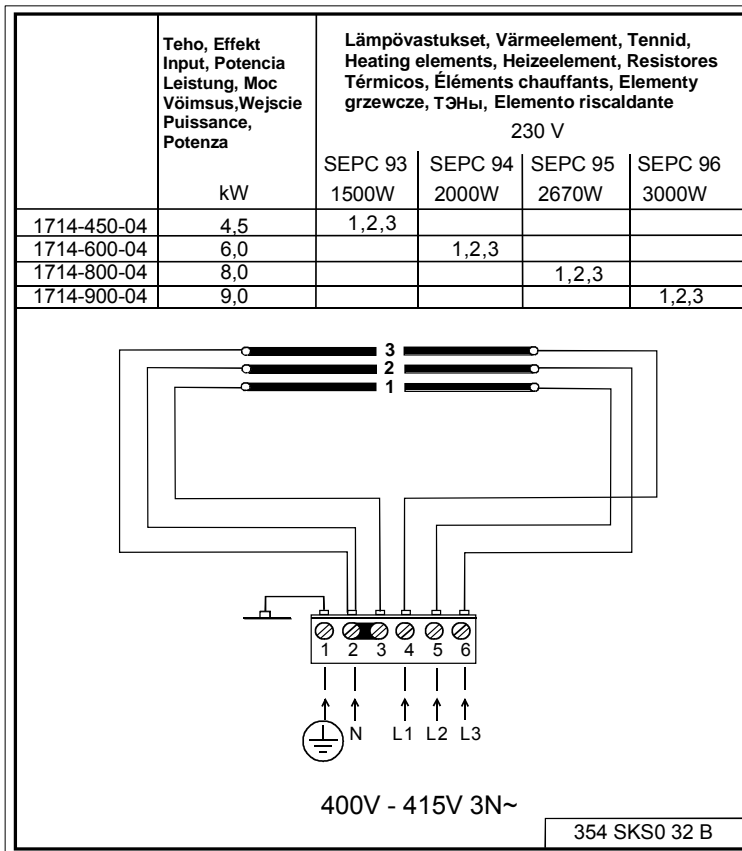 Teho, Effekt
Input, Potencia
Leistung, Moc
Vöimsus,Wejscie
Puissance,
Potenza
kW
Lämpövastukset, Värmeelement, Tennid,
Heating elements, Heizeelement, Resistores
Térmicos, Éléments chauffants, Elementy
grzewcze, ТЭНы, Elemento riscaldante
230 V
SEPC 93 SEPC 94 SEPC 95 SEPC 96
1500W 2000W 2670W 3000W
1714-450-04 4,5 1,2,3
1714-600-04 6,0 1,2,3
1714-800-04 8,0 1,2,3
1714-900-04 9,0 1,2,3
3
2
1
1 2 3 4 5 6
N L1 L2 L3
400V - 415V 3N~
354 SKS0 32 B